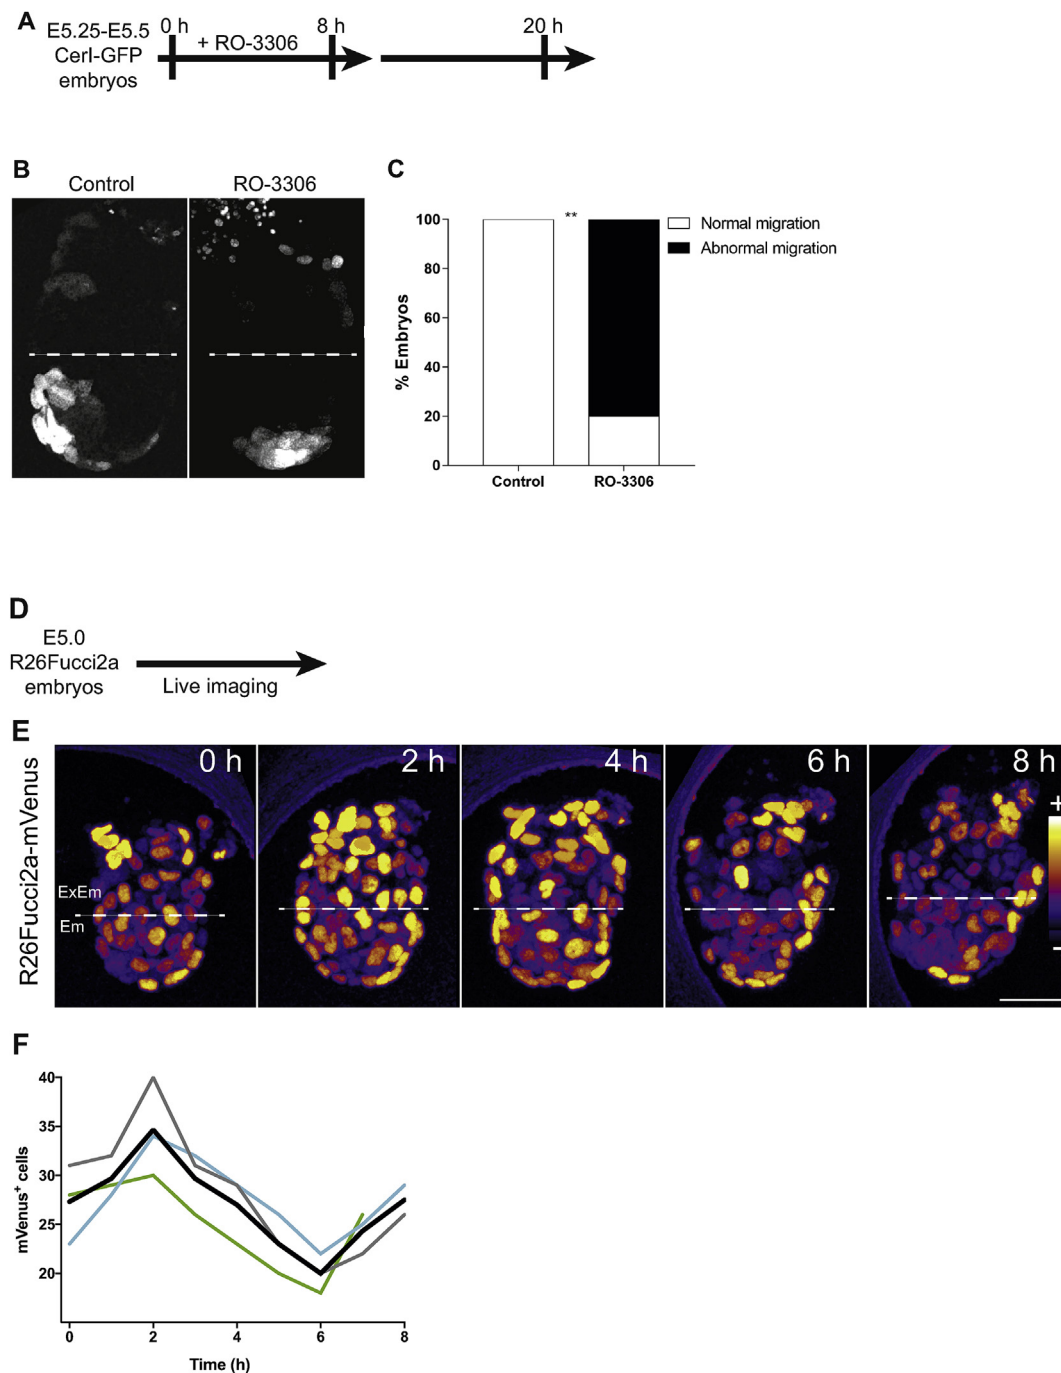 A
E5.25-E5.5
Cerl-GFP
embryos
0 h
+ RO-3306
8 h
20 h
B
Control
RO-3306
C
% Embryos
100
80
60
40
20
0
**
Control
RO-3306
Normal migration
Abnormal migration
D
E5.0
R26Fucci2a
embryos
Live imaging
E
R26Fucci2a-mVenus
0 h
2 h
4 h
6 h
8 h
ExEm
Em
+
-
F
mVenus+ cells
40
35
30
25
20
0
2
4
6
8
Time (h)